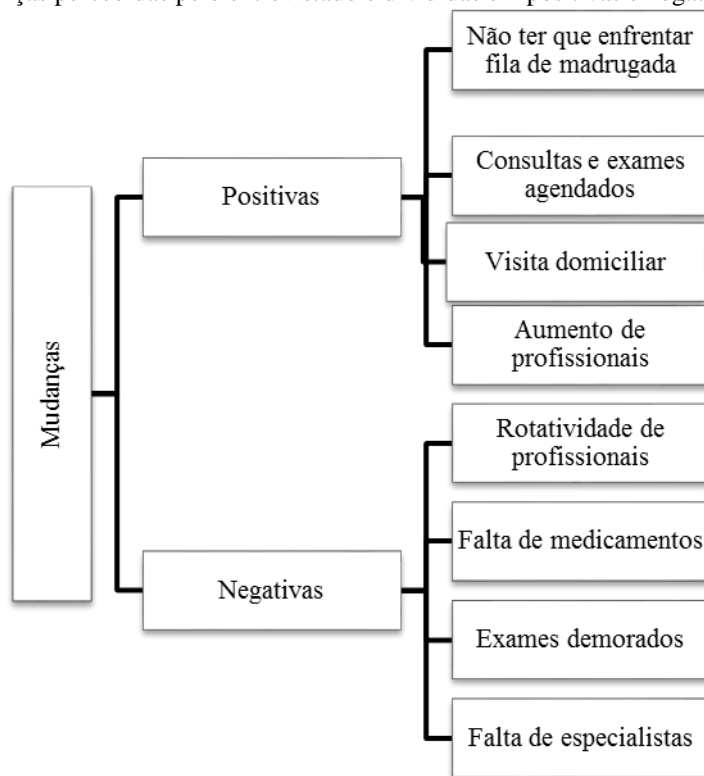 Mudanças
Positivas
Não ter que enfrentar
fila de madrugada
Consultas e exames
agendados
Visita domiciliar
Aumento de
profissionais
Negativas
Rotatividade de
profissionais
Falta de medicamentos
Exames demorados
Falta de especialistas